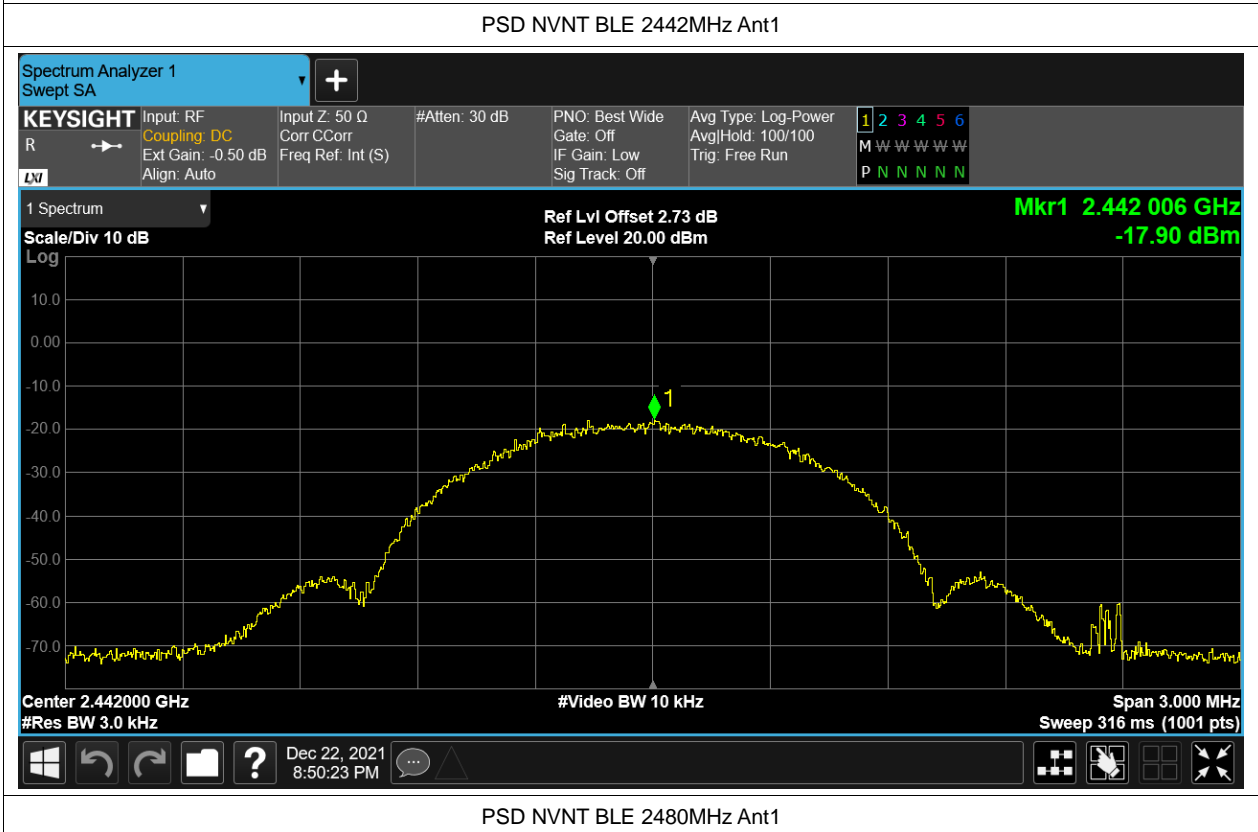 PSD NVNT BLE 2442MHz Ant1
Spectrum Analyzer 1
Swept SA
KEYSIGHT
R
LXI
Input: RF
Coupling: DC
Ext Gain: -0.50 dB
Align: Auto
Input Z: 50 Ω
Corr CCorr
Freq Ref: Int (S)
#Atten: 30 dB
PNO: Best Wide
Gate: Off
IF Gain: Low
Sig Track: Off
Avg Type: Log-Power
Avg|Hold: 100/100
Trig: Free Run
1 2 3 4 5 6
M W W W W W
P N N N N N
1 Spectrum
Scale/Div 10 dB
Ref Lvl Offset 2.73 dB
Ref Level 20.00 dBm
Mkr1 2.442 006 GHz
-17.90 dBm
Log
10.0
0.00
-10.0
1
-20.0
-30.0
-40.0
-50.0
-60.0
-70.0
Center 2.442000 GHz
#Res BW 3.0 kHz
#Video BW 10 kHz
Span 3.000 MHz
Sweep 316 ms (1001 pts)
?
Dec 22, 2021
8:50:23 PM
PSD NVNT BLE 2480MHz Ant1